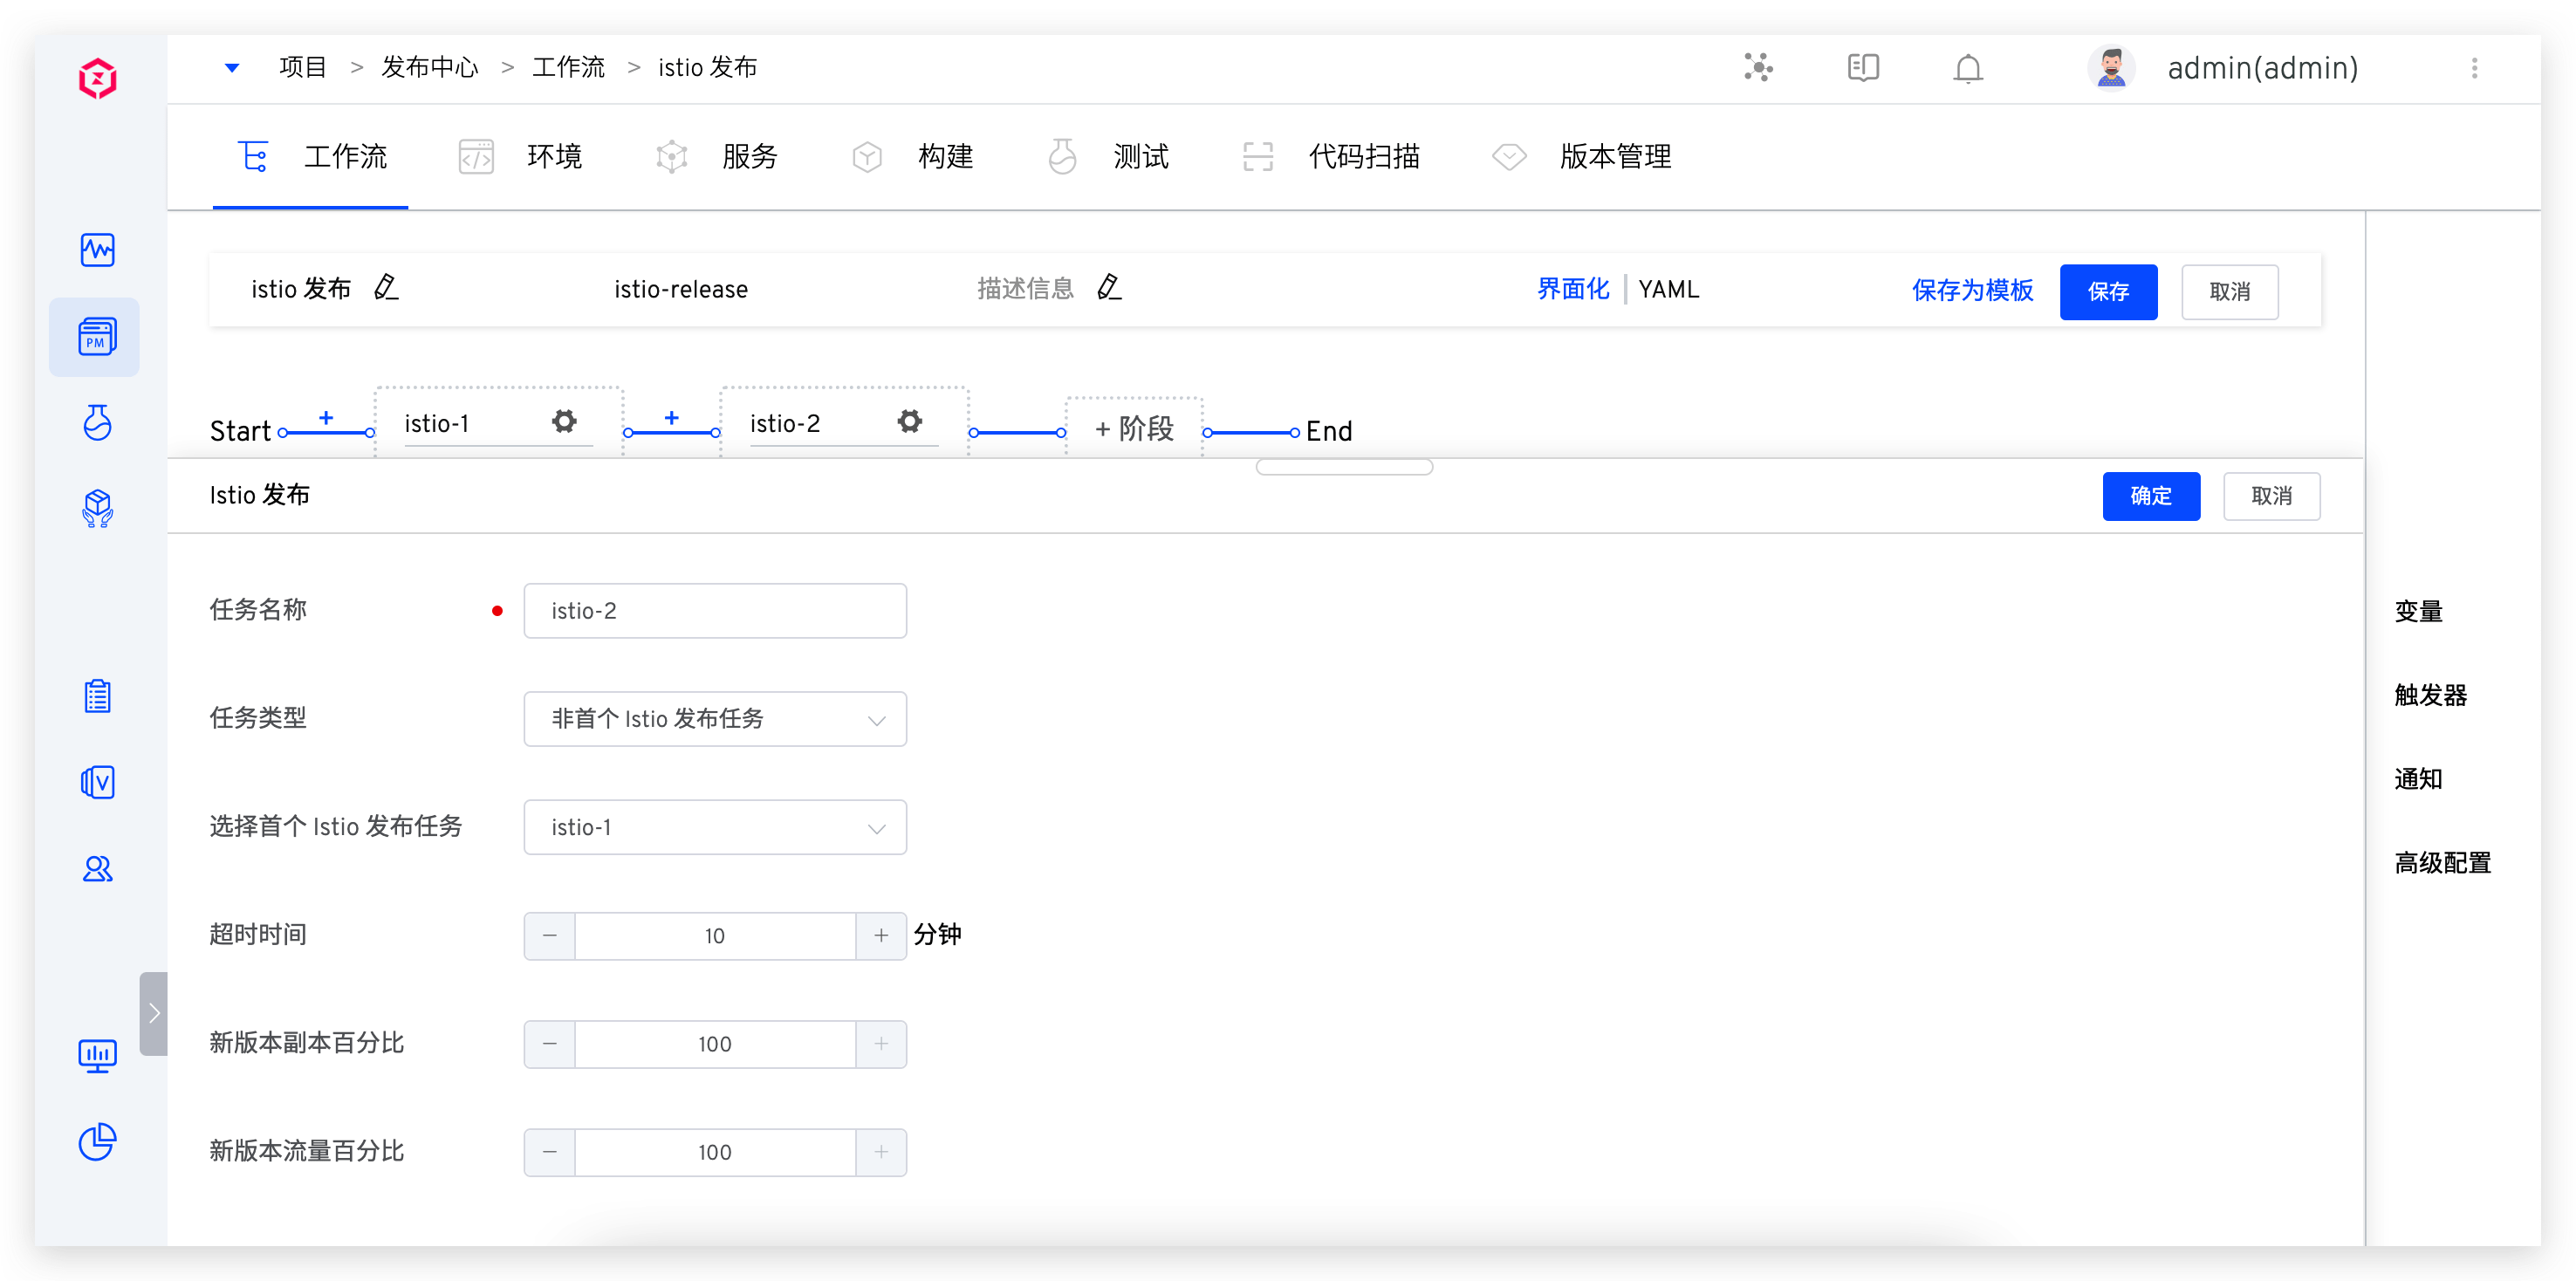 项目 > 发布中心 > 工作流 > istio 发布
admin(admin)
工作流 环境 服务 构建 测试 代码扫描 版本管理
PM
istio 发布 istio-release 描述信息 界面化 | YAML 保存为模板 保存 取消
Start + istio-1 + istio-2 + 阶段 End
Istio 发布 确定 取消
任务名称 istio-2
任务类型 非首个 Istio 发布任务
选择首个 Istio 发布任务 istio-1
超时时间 − 10 + 分钟
新版本副本百分比 − 100 +
新版本流量百分比 − 100 +
V
变量
触发器
通知
高级配置